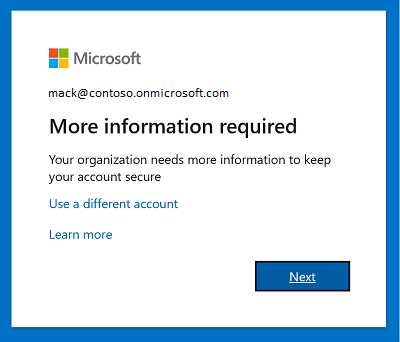 Microsoft
mack@contoso.onmicrosoft.com
More information required
Your organization needs more information to keep
your account secure
Use a different account
Learn more
Next